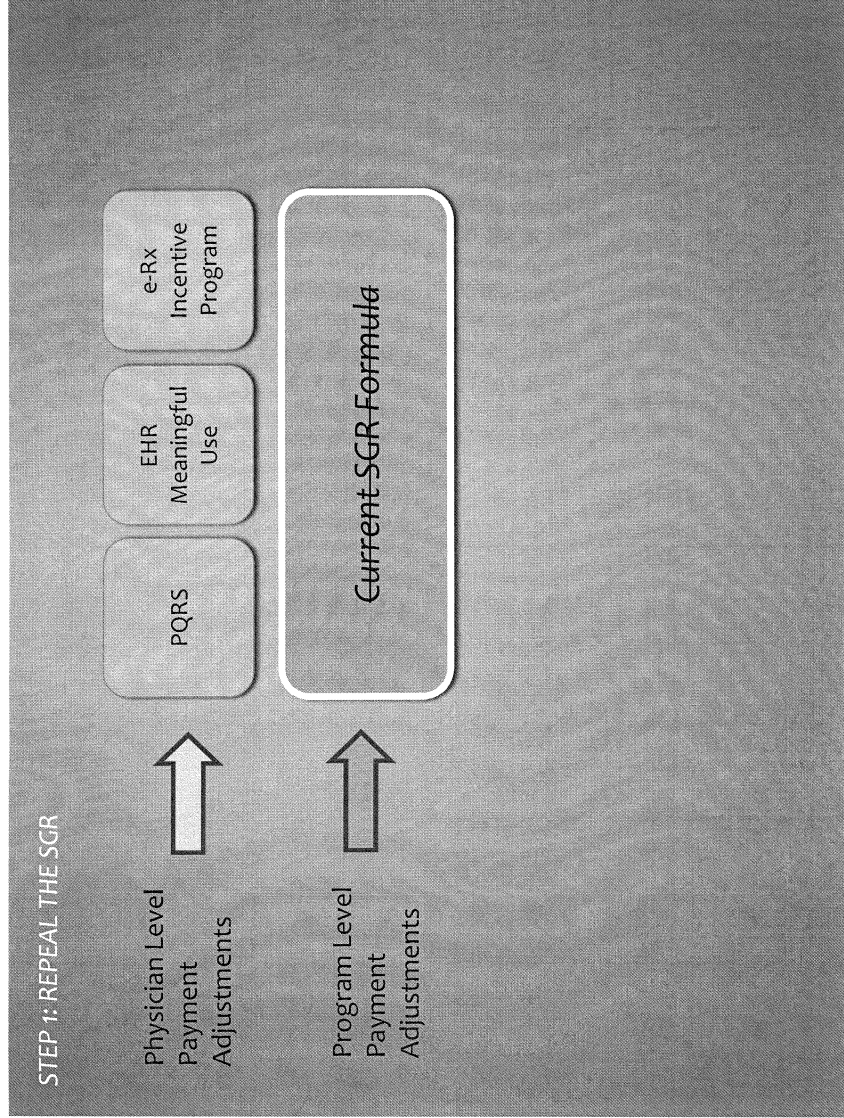 STEP 1: REPEAL THE SGR
Physician Level
Payment
Adjustments
PQRS
EHR
Meaningful
Use
e-Rx
Incentive
Program
Program Level
Payment
Adjustments
Current SGR Formula